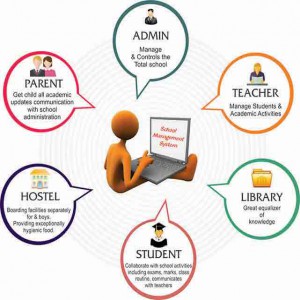 ADMIN
Manage
& Controls the
Total school
PARENT
Get child all academic
updates communication
with school
administration
TEACHER
Manage Students &
Academic Activities
School
Management
System
HOSTEL
Boarding facilities separately
for & boys.
Providing exceptionally
hygienic food.
LIBRARY
Great equalizer
of
knowledge
STUDENT
Collaborate with school activities
including exams, marks, class
routine, communicates
with teachers